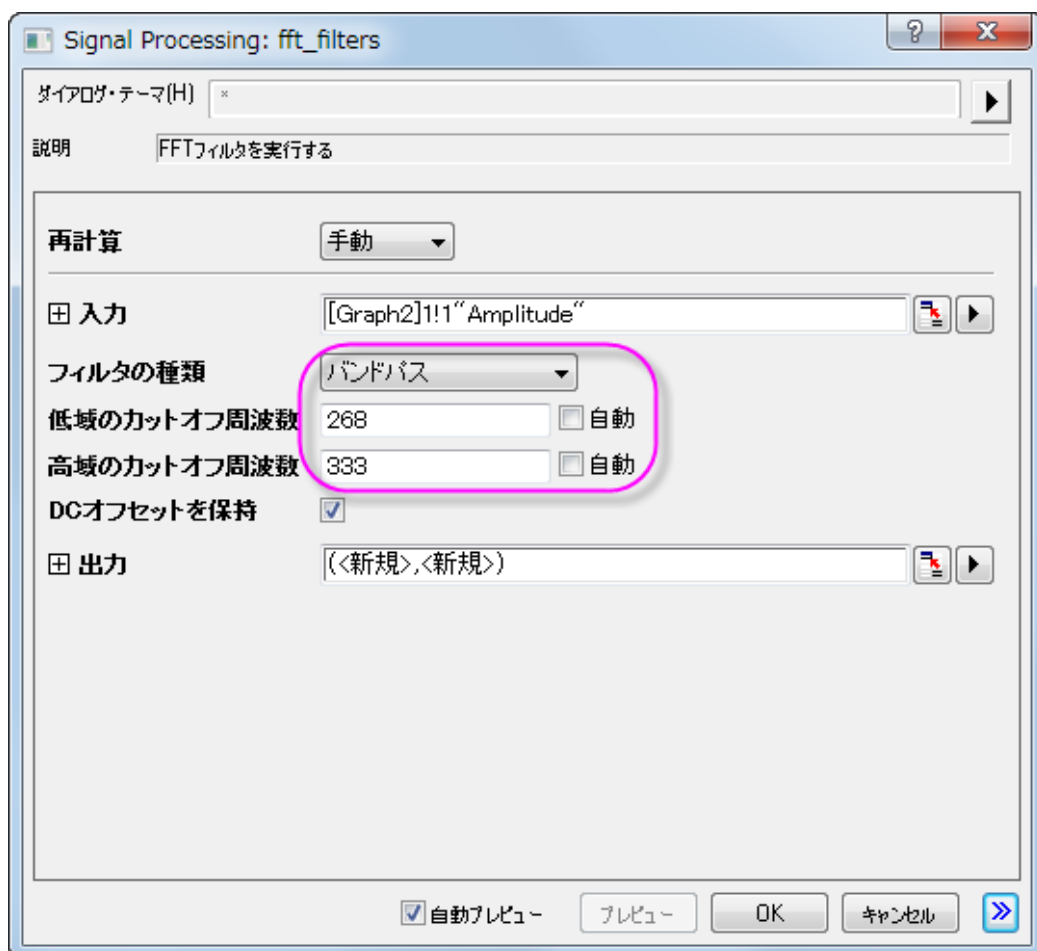 Signal Processing: fft_filters
ダイアログ・テーマ(H) *
説明 FFTフィルタを実行する
再計算 手動
入力 [Graph2]1!1"Amplitude"
フィルタの種類 バンドパス
低域のカットオフ周波数 268 自動
高域のカットオフ周波数 333 自動
DCオフセットを保持
出力 (<新規>,<新規>)
自動プレビュー プレビュー OK キャンセル